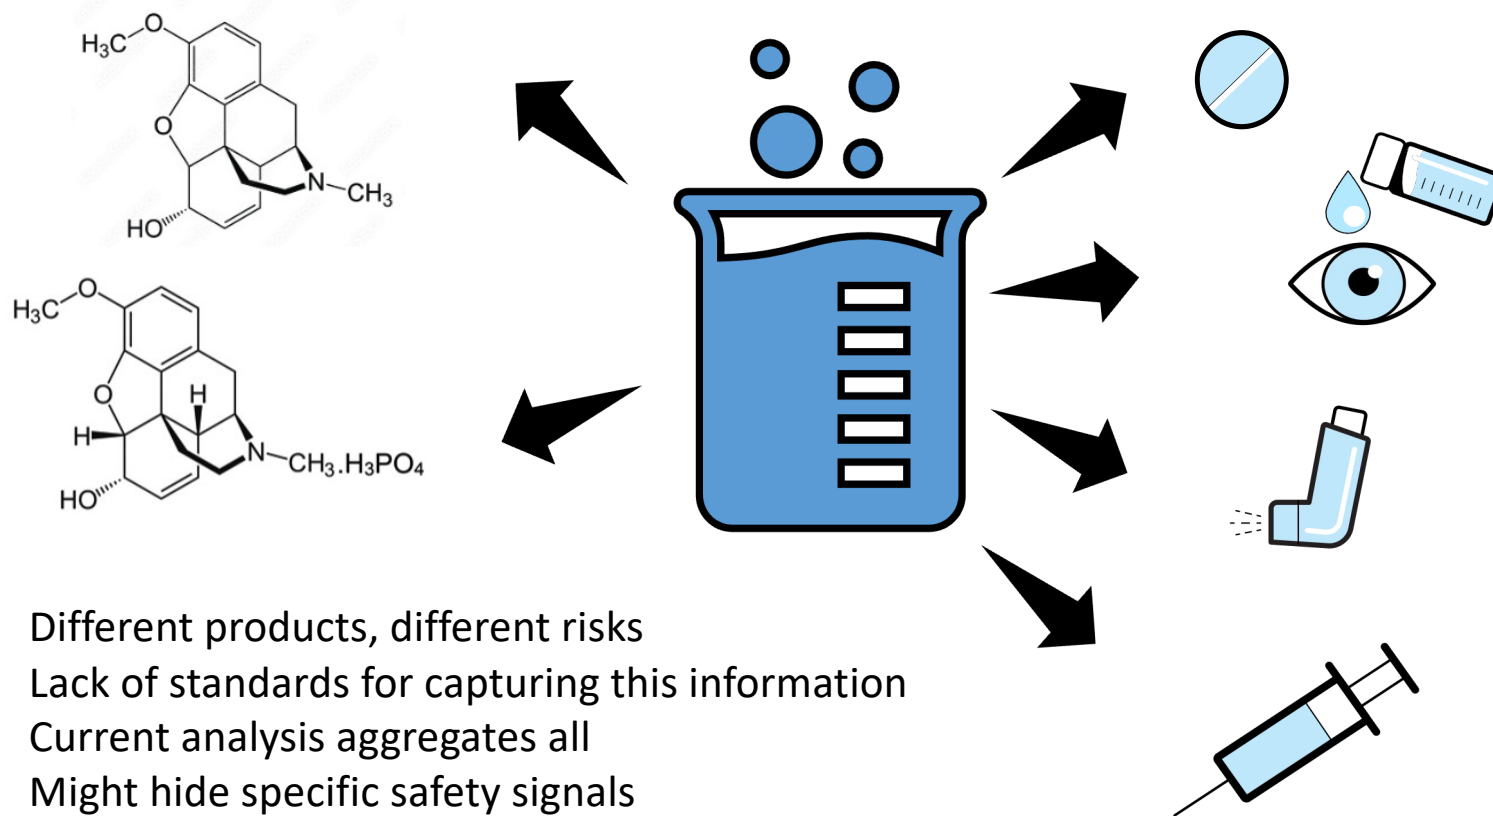 O
H₃C
O
N
CH₃
HO
O
H₃C
O
H
H
N
CH₃.H₃PO₄
HO
Different products, different risks
Lack of standards for capturing this information
Current analysis aggregates all
Might hide specific safety signals